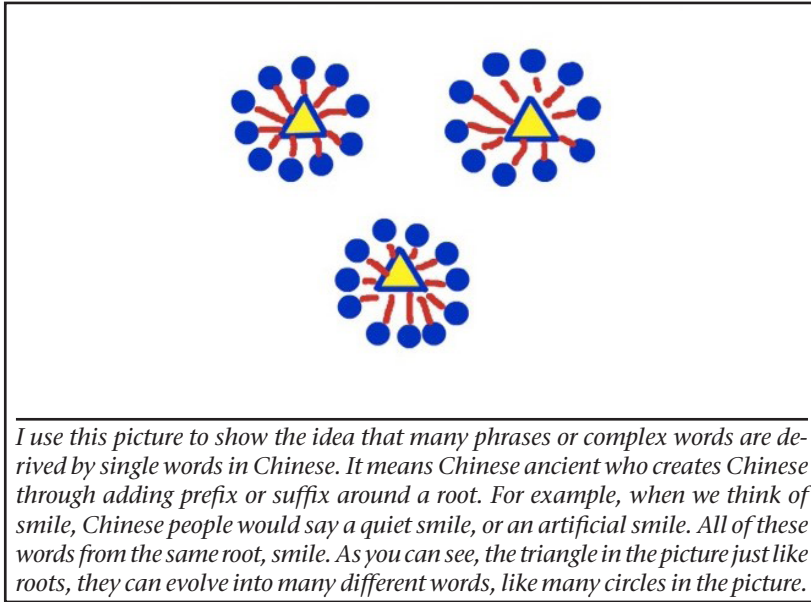 I use this picture to show the idea that many phrases or complex words are de-
rived by single words in Chinese. It means Chinese ancient who creates Chinese
through adding prefix or suffix around a root. For example, when we think of
smile, Chinese people would say a quiet smile, or an artificial smile. All of these
words from the same root, smile. As you can see, the triangle in the picture just like
roots, they can evolve into many different words, like many circles in the picture.